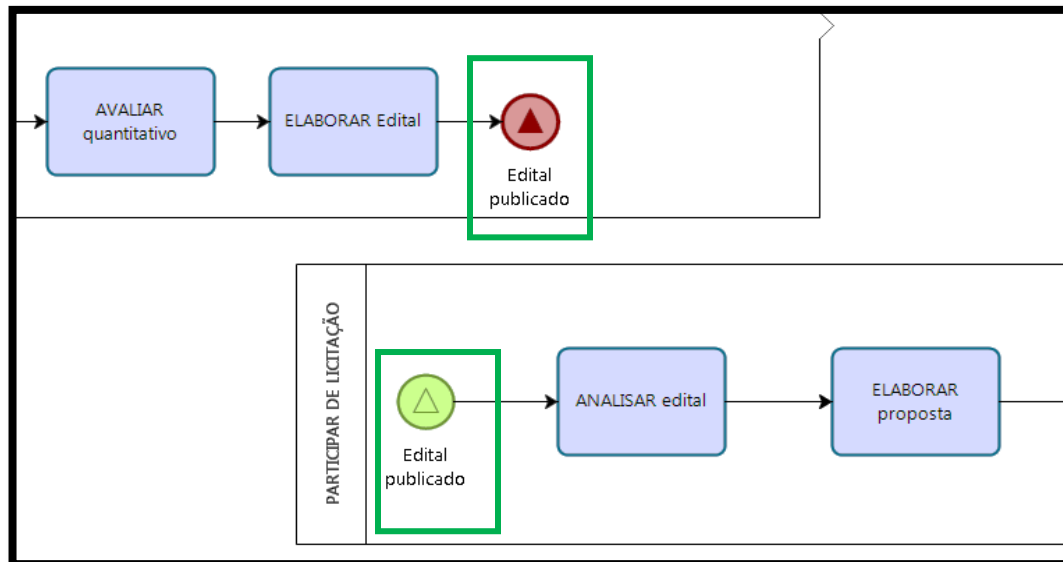 AVALIAR
quantitativo
ELABORAR Edital
Edital
publicado
PARTICIPAR DE LICITAÇÃO
Edital
publicado
ANALISAR edital
ELABORAR
proposta